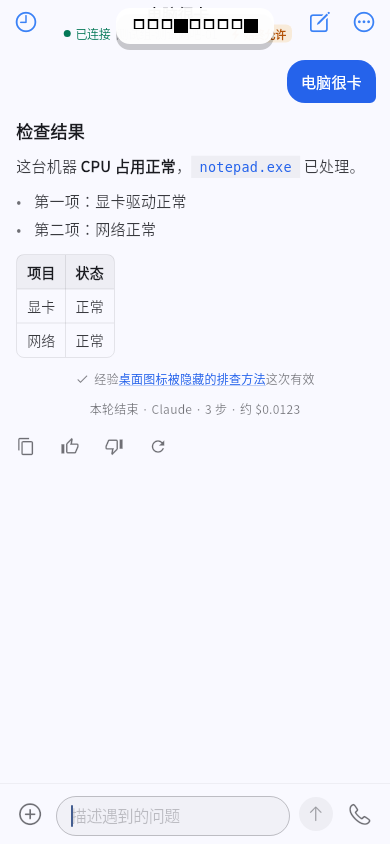 已连接
电脑很卡
检查结果
这台机器 CPU 占用正常，notepad.exe 已处理。
• 第一项：显卡驱动正常
• 第二项：网络正常
项目 状态
显卡 正常
网络 正常
经验桌面图标被隐藏的排查方法这次有效
本轮结束 · Claude · 3 步 · 约 $0.0123
描述遇到的问题